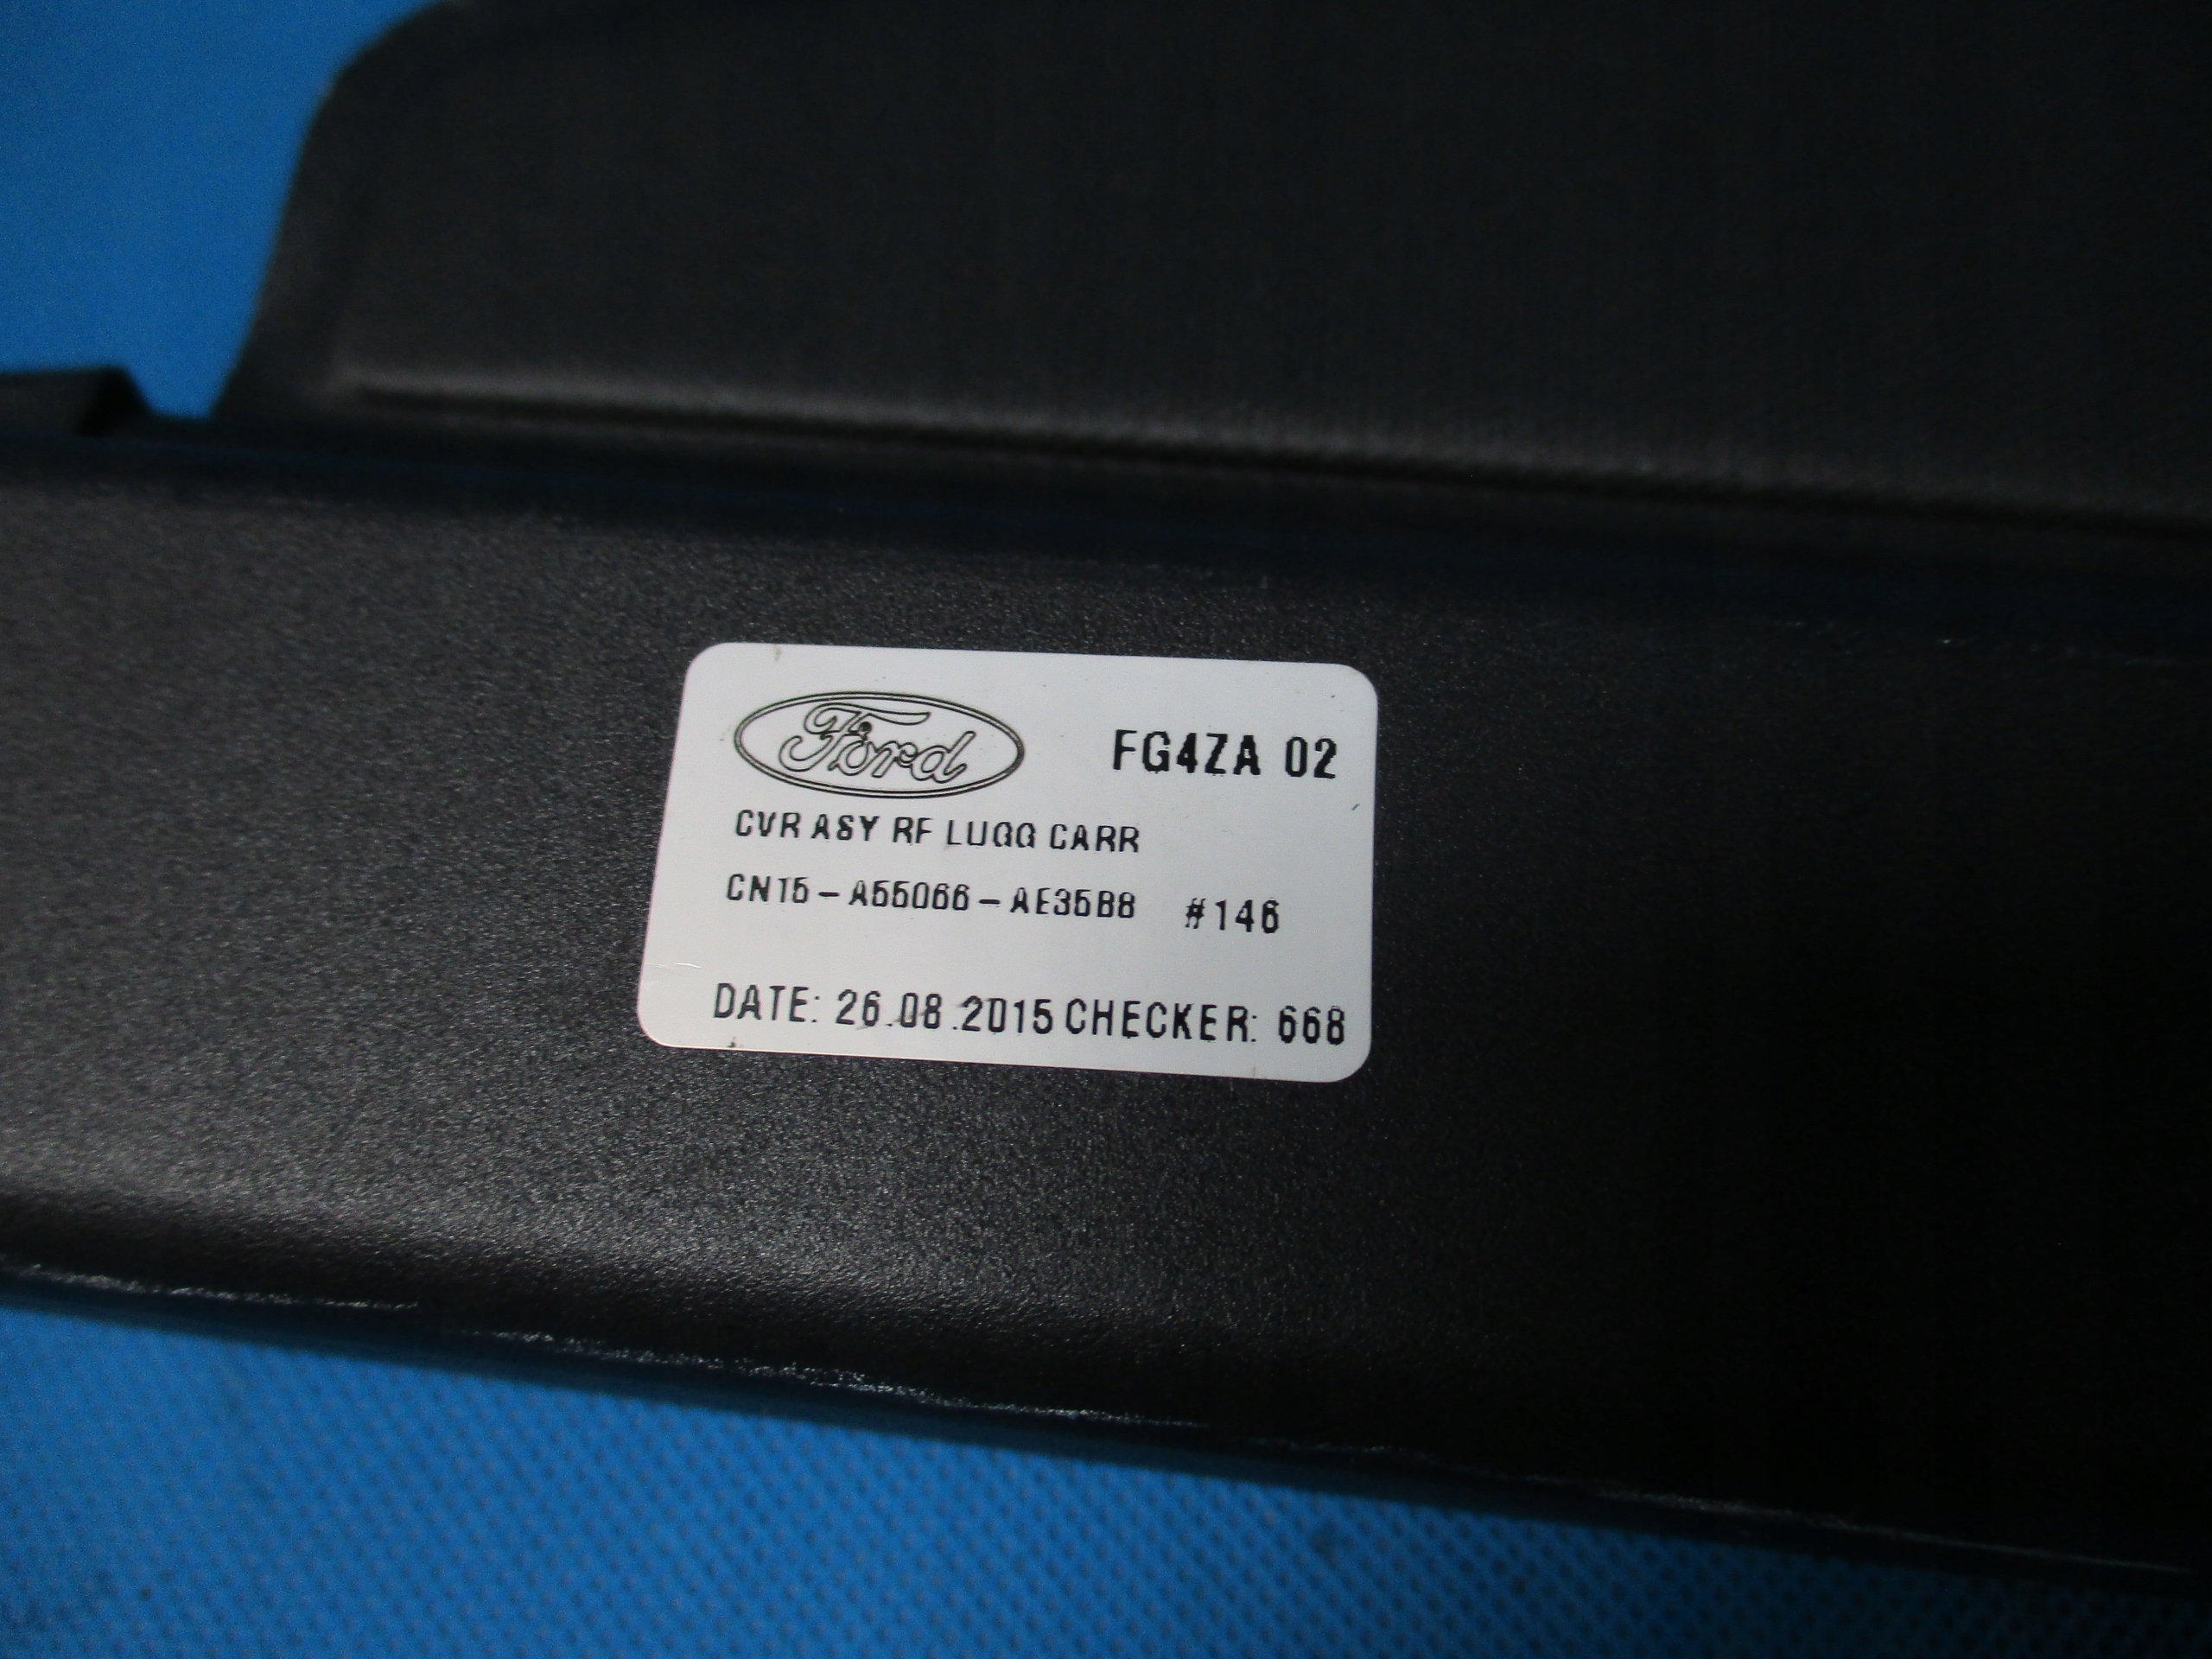 Ford FG4ZA 02
CVR ASY RF LUGG CARR
CN15-A55066-AE35B8 #146
DATE: 26.08.2015 CHECKER: 668